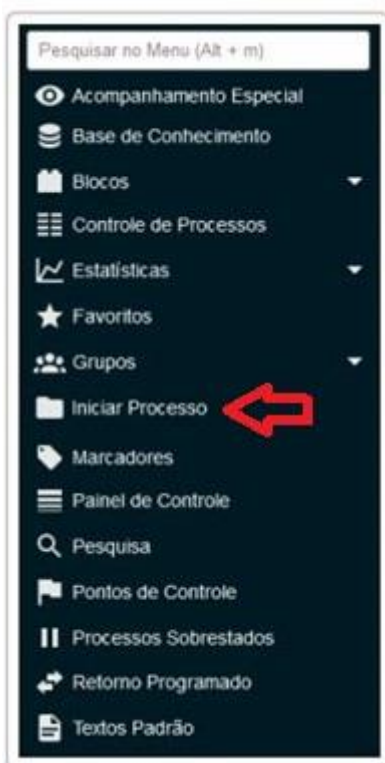 Pesquisar no Menu (Alt + m)
Acompanhamento Especial
Base de Conhecimento
Blocos
Controle de Processos
Estatísticas
Favoritos
Grupos
Iniciar Processo
Marcadores
Painel de Controle
Pesquisa
Pontos de Controle
Processos Sobrestados
Retorno Programado
Textos Padrão